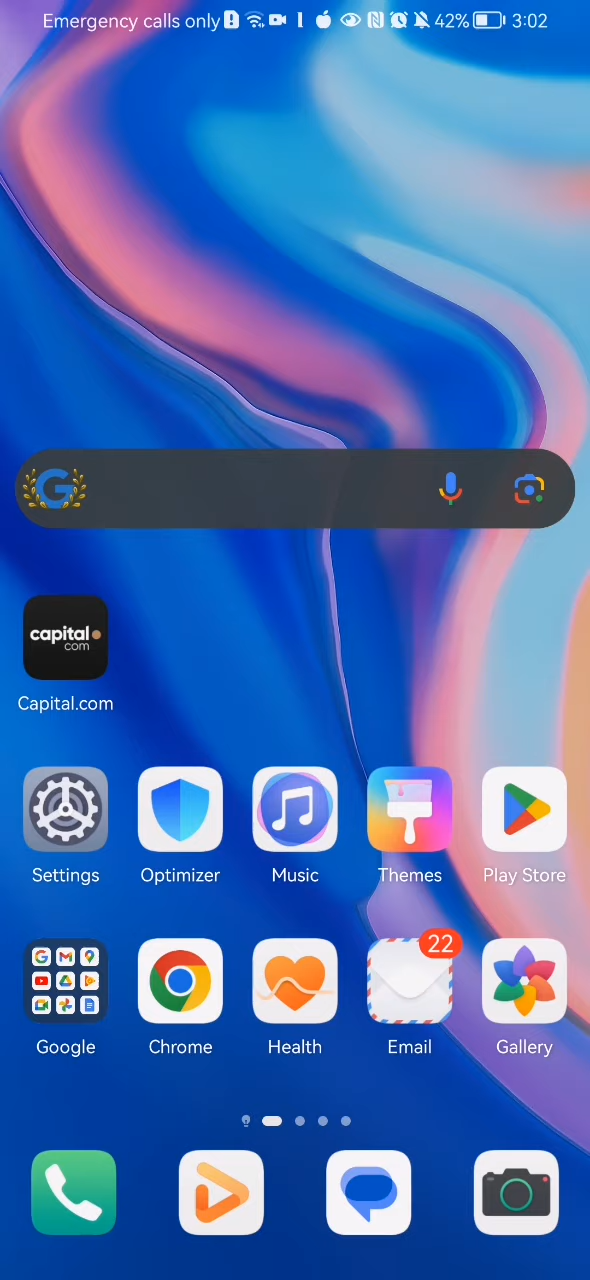 Emergency calls only 42% 3:02
G
capital
com
Capital.com
Settings Optimizer Music Themes Play Store
22
Google Chrome Health Email Gallery